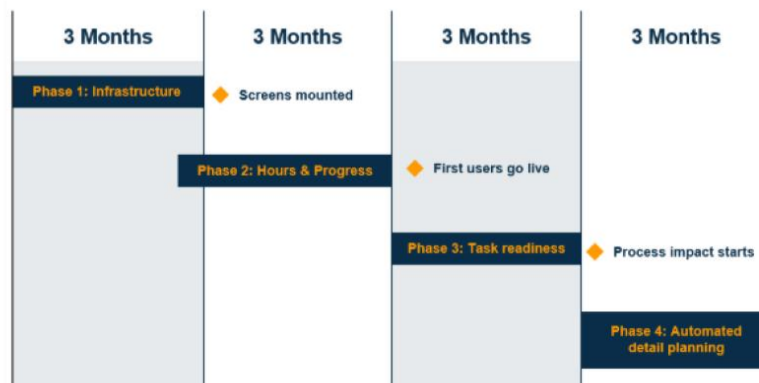 3 Months
3 Months
3 Months
3 Months
Phase 1: Infrastructure
Screens mounted
Phase 2: Hours & Progress
First users go live
Phase 3: Task readiness
Process impact starts
Phase 4: Automated
detail planning